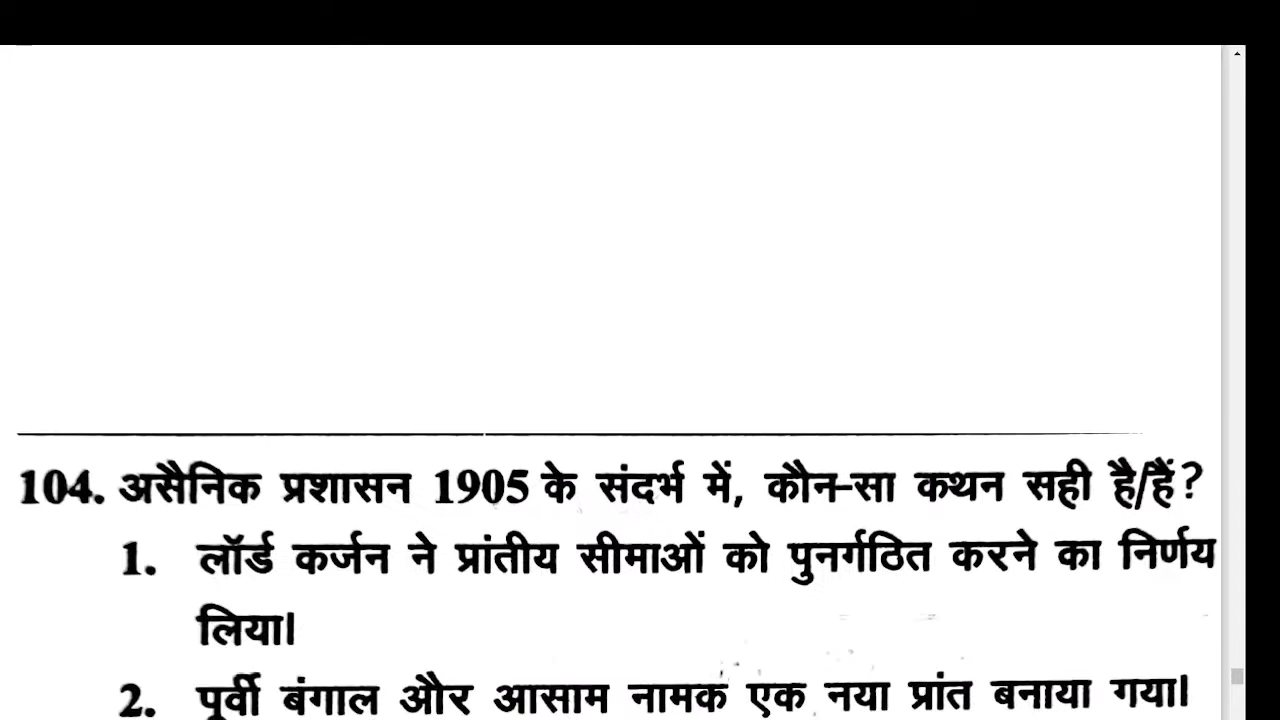 104. असैनिक प्रशासन 1905 के संदर्भ में, कौन-सा कथन सही है/हैं?
1. लॉर्ड कर्जन ने प्रांतीय सीमाओं को पुनर्गठित करने का निर्णय
लिया।
2. पूर्वी बंगाल और आसाम नामक एक नया प्रांत बनाया गया।